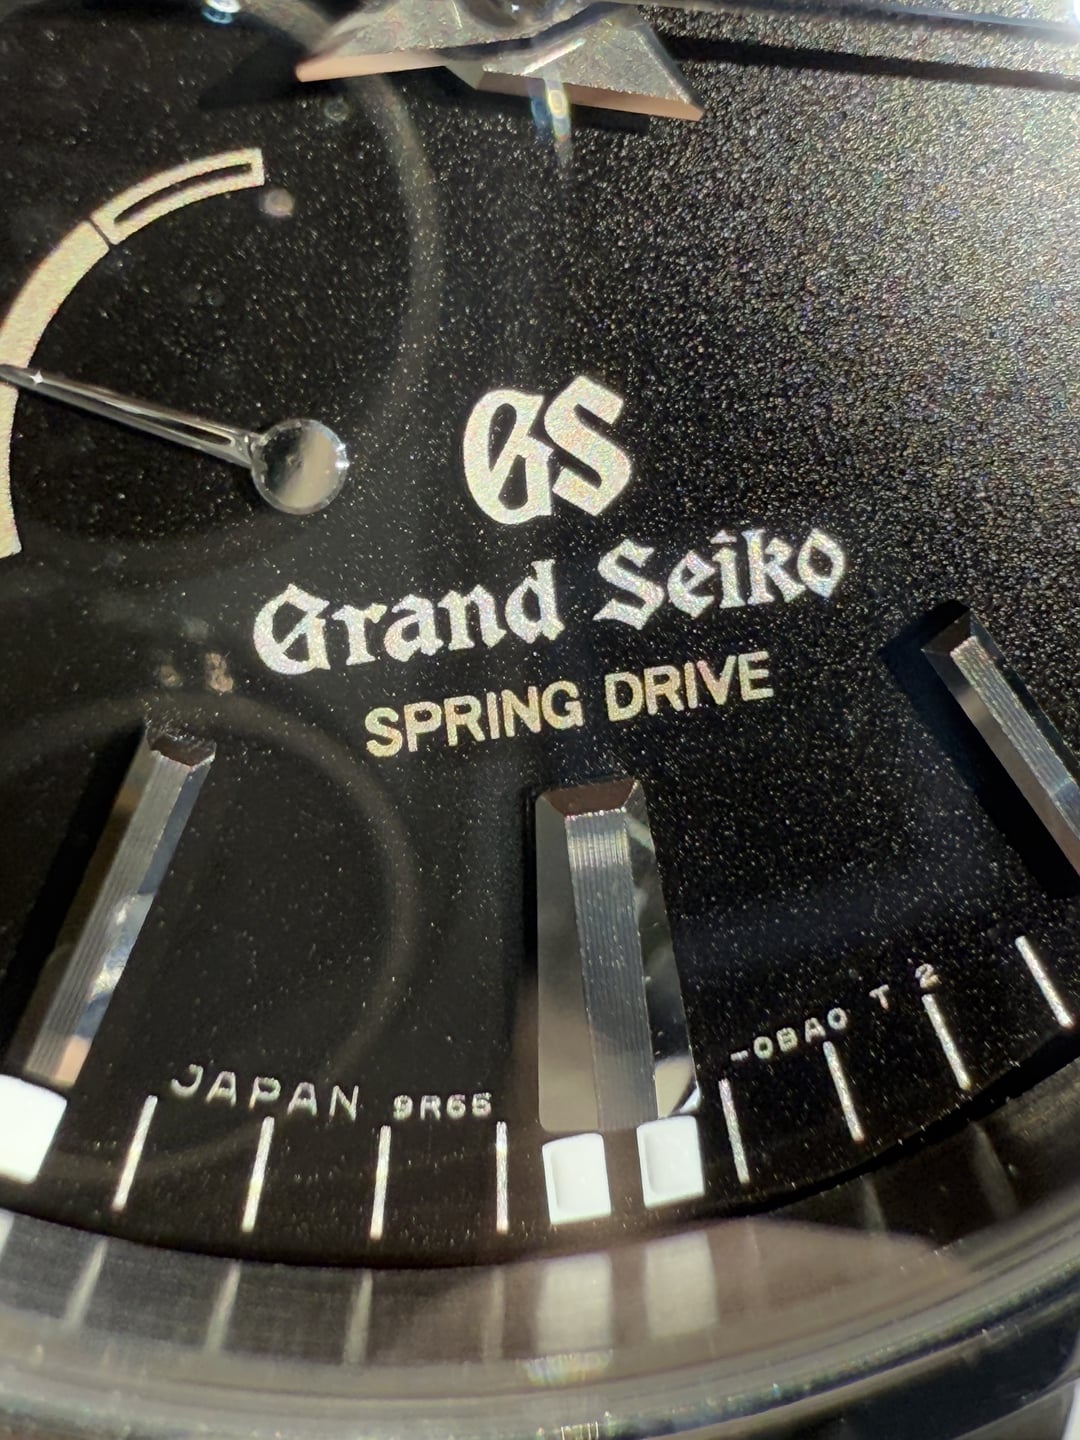 GS
Grand Seiko
SPRING DRIVE
JAPAN 9R65 -0BA0 T 2